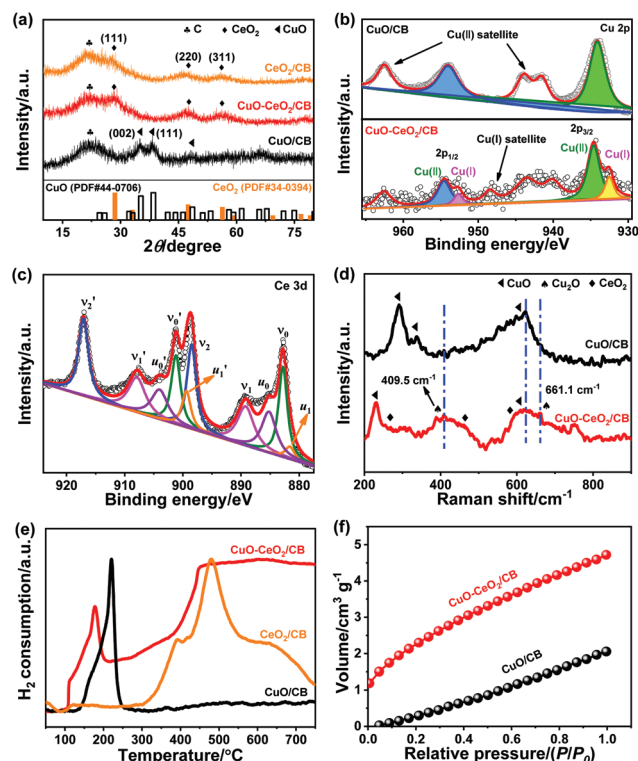 (a)
♣ C ♦ CeO₂ ◀ CuO
(111)
(220) (311)
CeO₂/CB
CuO-CeO₂/CB
(002) (111)
CuO/CB
CuO (PDF#44-0706) CeO₂ (PDF#34-0394)
15 30 45 60 75
2θ/degree
Intensity/a.u.
(b)
CuO/CB
Cu(II) satellite
Cu 2p
CuO-CeO₂/CB
2p₁/₂
Cu(II) Cu(I)
Cu(I) satellite
2p₃/₂
Cu(II) Cu(I)
960 950 940 930
Binding energy/eV
Intensity/a.u.
(c)
Ce 3d
ν₂'
ν₁'
u₀'
ν₀'
ν₂
u₁'
ν₁
u₀
ν₀
u₁
920 910 900 890 880
Binding energy/eV
Intensity/a.u.
(d)
◀ CuO ♠ Cu₂O ♦ CeO₂
CuO/CB
409.5 cm⁻¹
661.1 cm⁻¹
CuO-CeO₂/CB
200 400 600 800
Raman shift/cm⁻¹
Intensity/a.u.
(e)
CuO-CeO₂/CB
CeO₂/CB
CuO/CB
100 200 300 400 500 600 700
Temperature/°C
H₂ consumption/a.u.
(f)
5
4
3
2
1
0
CuO-CeO₂/CB
CuO/CB
0.0 0.2 0.4 0.6 0.8 1.0
Relative pressure/(P/P₀)
Volume/cm³ g⁻¹